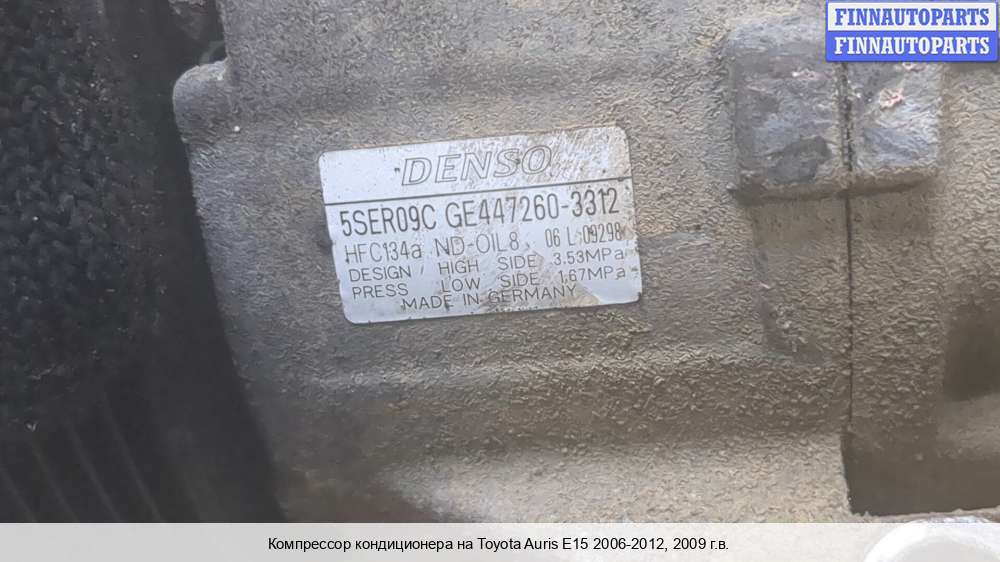 FINNAUTOPARTS
FINNAUTOPARTS
DENSO
5SER09C GE447260-3312
HFC134a ND-OIL8 06 L 09298
DESIGN HIGH SIDE 3.53MPa
PRESS LOW SIDE 1.67MPa
MADE IN GERMANY
Компрессор кондиционера на Toyota Auris E15 2006-2012, 2009 г.в.